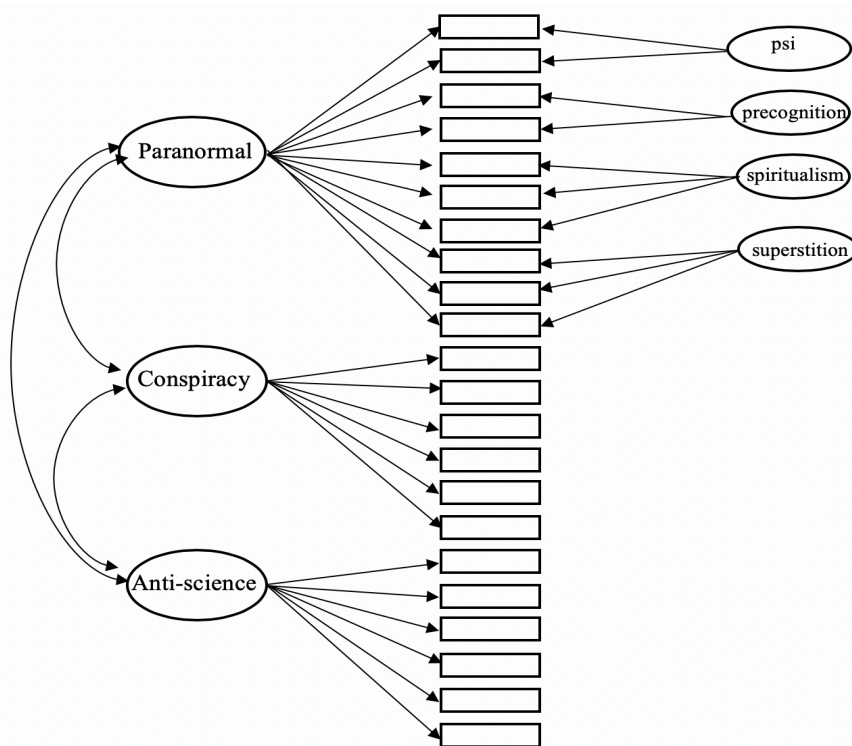 psi
precognition
Paranormal
spiritualism
superstition
Conspiracy
Anti-science